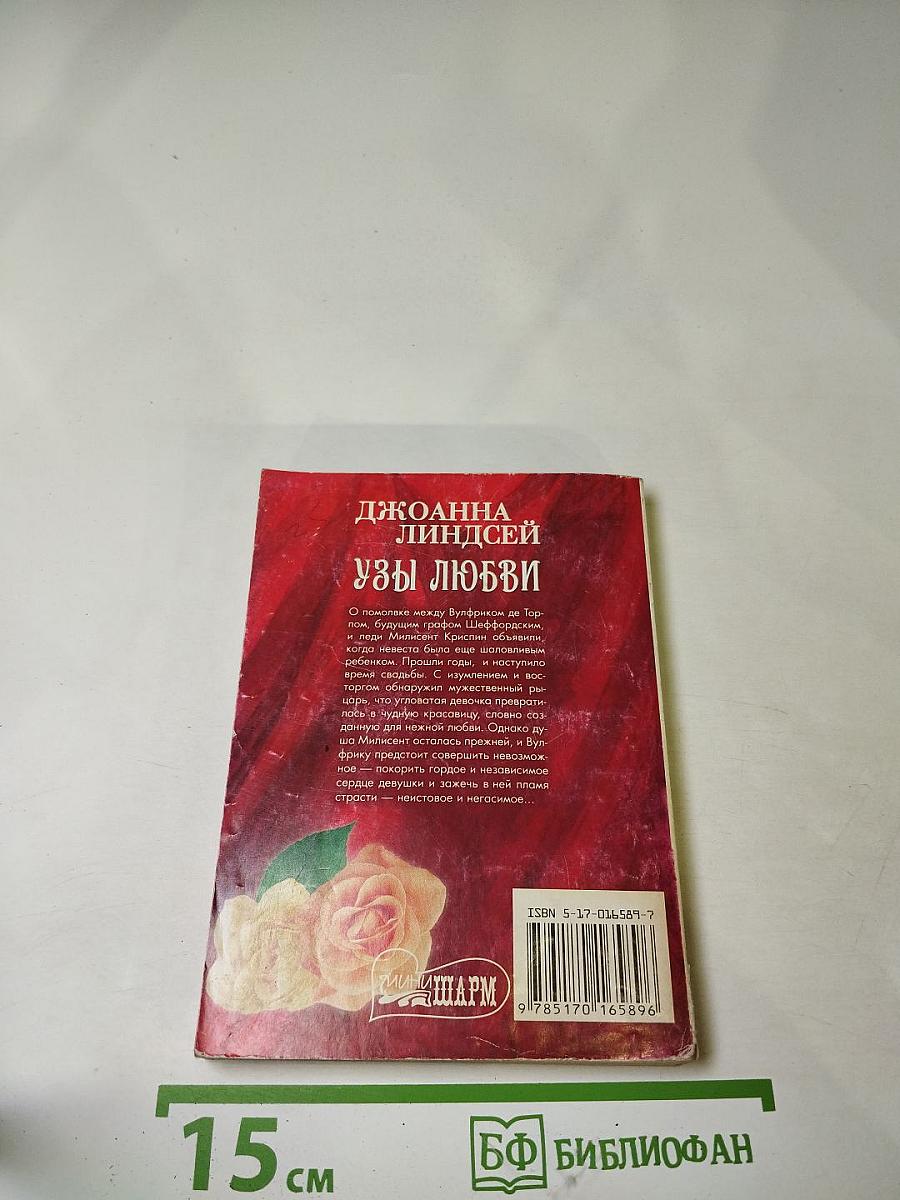 ДЖОАННА
ЛИНДСЕЙ
УЗЫ ЛЮБВИ
О помолвке между Вулфриком де Тор-
пом, будущим графом Шеффордским,
и леди Милисент Криспин объявили,
когда невеста была еще шаловливым
ребенком. Прошли годы, и наступило
время свадьбы. С изумлением и вос-
торгом обнаружил мужественный ры-
царь, что угловатая девочка преврати-
лась в чудную красавицу, словно соз-
данную для нежной любви. Однако ду-
ша Милисент осталась прежней, и Вул-
фрику предстоит совершить невозмож-
ное — покорить гордое и независимое
сердце девушки и зажечь в ней пламя
страсти — неистовое и негасимое...
МИНИ
ШАРМ
ISBN 5-17-016589-7
9 785170 165896
15 см
БФ БИБЛИОФАН